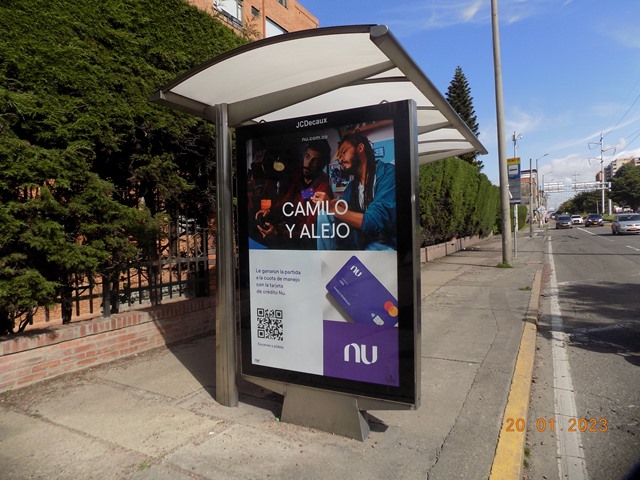 JCDecaux
nu.com.co
CAMILO
Y ALEJO
Le ganaron la partida
a la cuota de manejo
con la tarjeta
de crédito Nu.
nu
nu
20.01.2023